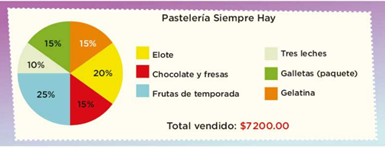 Pastelería Siempre Hay
15%
15%
10%
20%
25%
15%
Elote
Chocolate y fresas
Frutas de temporada
Tres leches
Galletas (paquete)
Gelatina
Total vendido: $7200.00